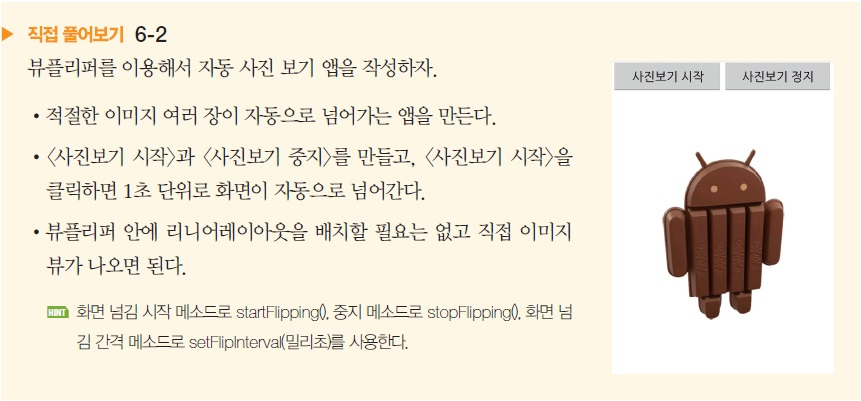 ▶ 직접 풀어보기 6-2
뷰플리퍼를 이용해서 자동 사진 보기 앱을 작성하자.
• 적절한 이미지 여러 장이 자동으로 넘어가는 앱을 만든다.
• 〈사진보기 시작〉과 〈사진보기 중지〉를 만들고, 〈사진보기 시작〉을
클릭하면 1초 단위로 화면이 자동으로 넘어간다.
• 뷰플리퍼 안에 리니어레이아웃을 배치할 필요는 없고 직접 이미지
뷰가 나오면 된다.
HINT 화면 넘김 시작 메소드로 startFlipping(), 중지 메소드로 stopFlipping(), 화면 넘
김 간격 메소드로 setFlipInterval(밀리초)를 사용한다.
사진보기 시작 사진보기 정지